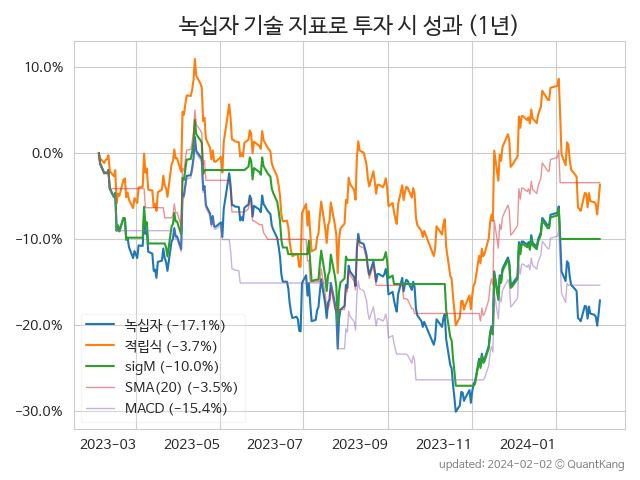 녹십자 기술 지표로 투자 시 성과 (1년)
10.0%
0.0%
−10.0%
−20.0%
−30.0%
녹십자 (−17.1%)
적립식 (−3.7%)
sigM (−10.0%)
SMA(20) (−3.5%)
MACD (−15.4%)
2023-03 2023-05 2023-07 2023-09 2023-11 2024-01
updated: 2024-02-02 © QuantKang